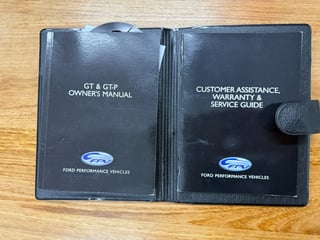 GT & GT-P
OWNER'S MANUAL
FPV
FORD PERFORMANCE VEHICLES
CUSTOMER ASSISTANCE,
WARRANTY &
SERVICE GUIDE
FPV
FORD PERFORMANCE VEHICLES